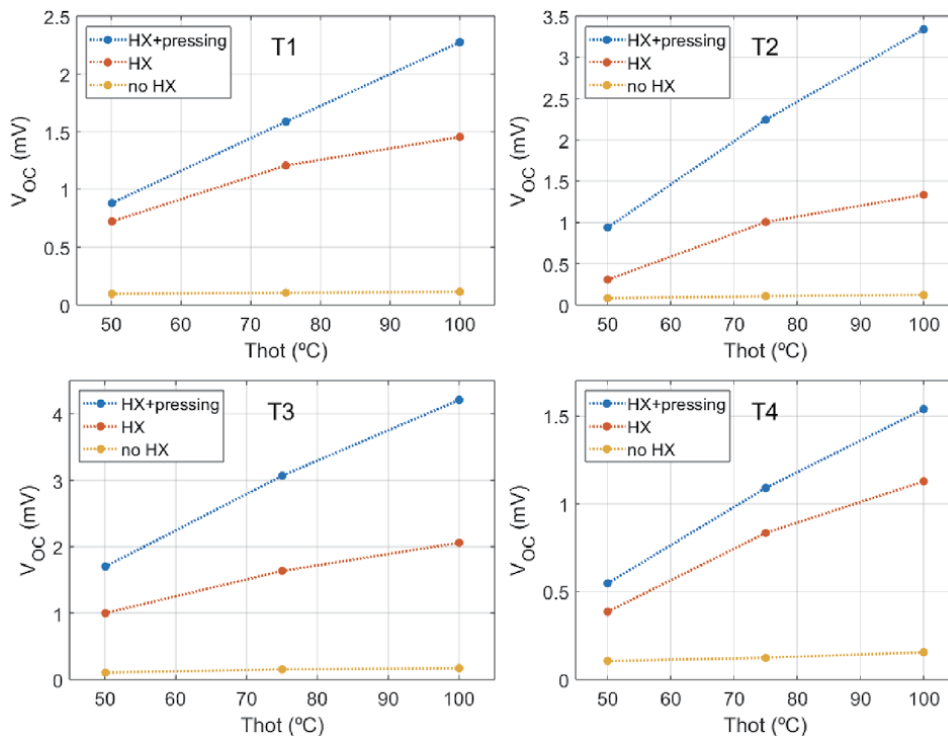 2.5
2
1.5
1
0.5
0
V_OC (mV)
HX+pressing
HX
no HX
T1
50 60 70 80 90 100
Thot (ºC)
3.5
3
2.5
2
1.5
1
0.5
0
V_OC (mV)
HX+pressing
HX
no HX
T2
50 60 70 80 90 100
Thot (ºC)
4
3
2
1
0
V_OC (mV)
HX+pressing
HX
no HX
T3
50 60 70 80 90 100
Thot (ºC)
1.5
1
0.5
0
V_OC (mV)
HX+pressing
HX
no HX
T4
50 60 70 80 90 100
Thot (ºC)